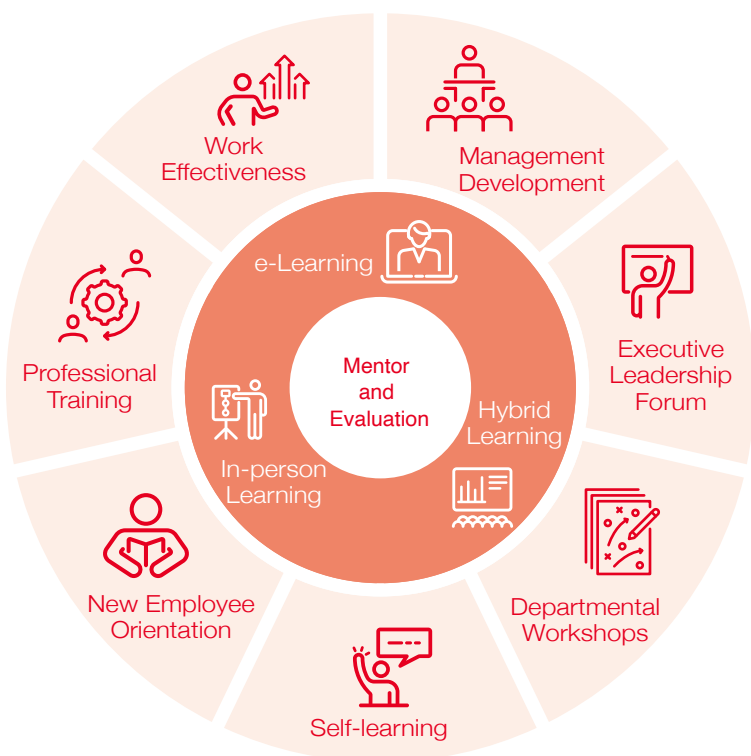 Work
Effectiveness
Management
Development
Executive
Leadership
Forum
Departmental
Workshops
Self-learning
New Employee
Orientation
Professional
Training
e-Learning
Hybrid
Learning
In-person
Learning
Mentor
and
Evaluation